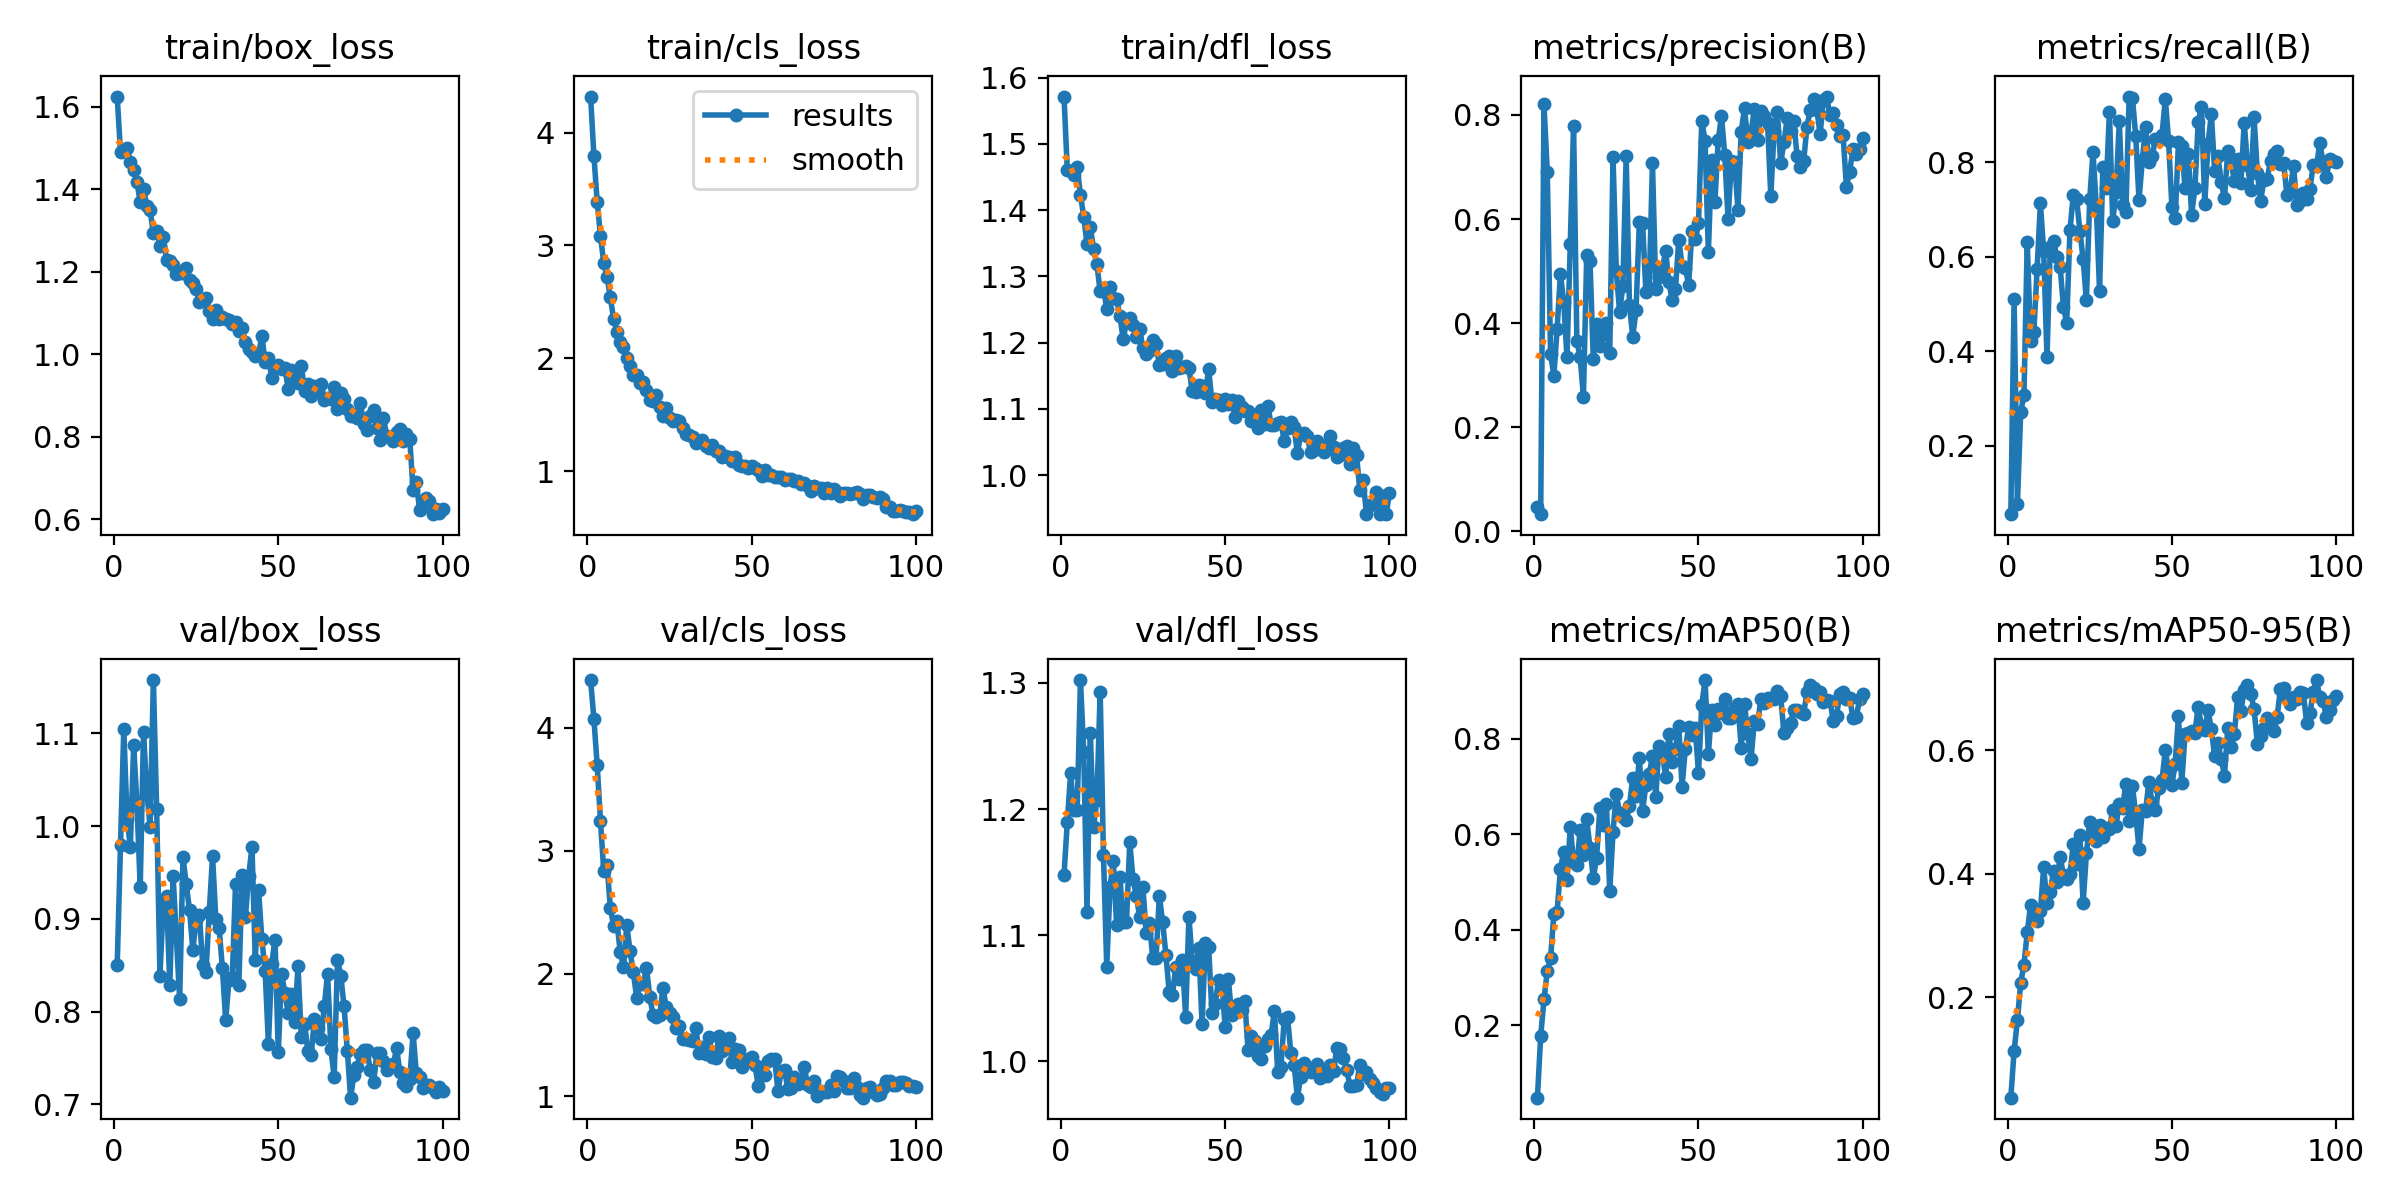 train/box_loss
1.6
1.4
1.2
1.0
0.8
0.6
0 50 100
train/cls_loss
results
smooth
4
3
2
1
0 50 100
train/dfl_loss
1.6
1.5
1.4
1.3
1.2
1.1
1.0
0 50 100
metrics/precision(B)
0.8
0.6
0.4
0.2
0.0
0 50 100
metrics/recall(B)
0.8
0.6
0.4
0.2
0 50 100
val/box_loss
1.1
1.0
0.9
0.8
0.7
0 50 100
val/cls_loss
4
3
2
1
0 50 100
val/dfl_loss
1.3
1.2
1.1
1.0
0 50 100
metrics/mAP50(B)
0.8
0.6
0.4
0.2
0 50 100
metrics/mAP50-95(B)
0.6
0.4
0.2
0 50 100